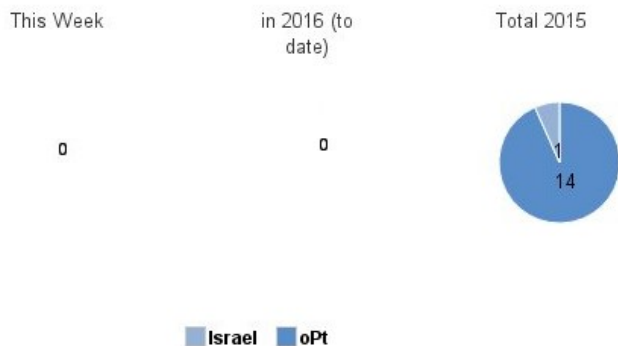 This Week
in 2016 (to
date)
Total 2015
0
0
1
14
Israel
oPt